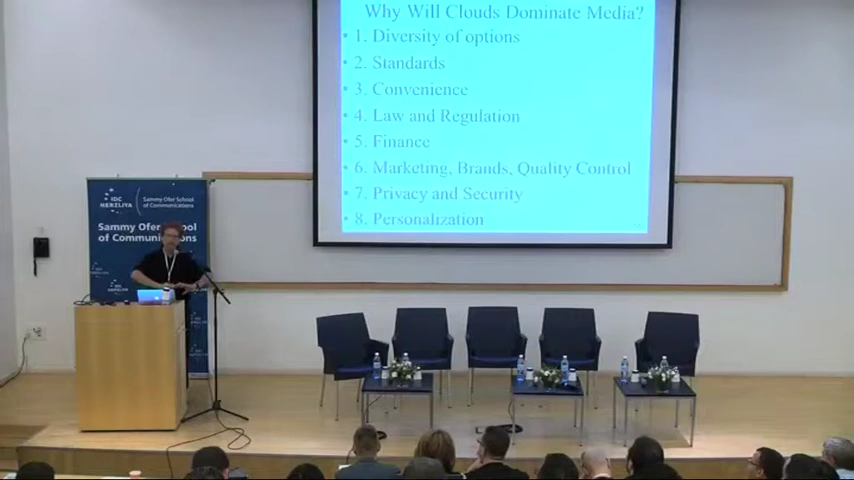 Why Will Clouds Dominate Media?
• 1. Diversity of options
• 2. Standards
• 3. Convenience
• 4. Law and Regulation
• 5. Finance
• 6. Marketing, Brands, Quality Control
• 7. Privacy and Security
• 8. Personalization
IDC HERZLIYA
Sammy Ofer School
of Communications
Sammy Ofer School
of Communications